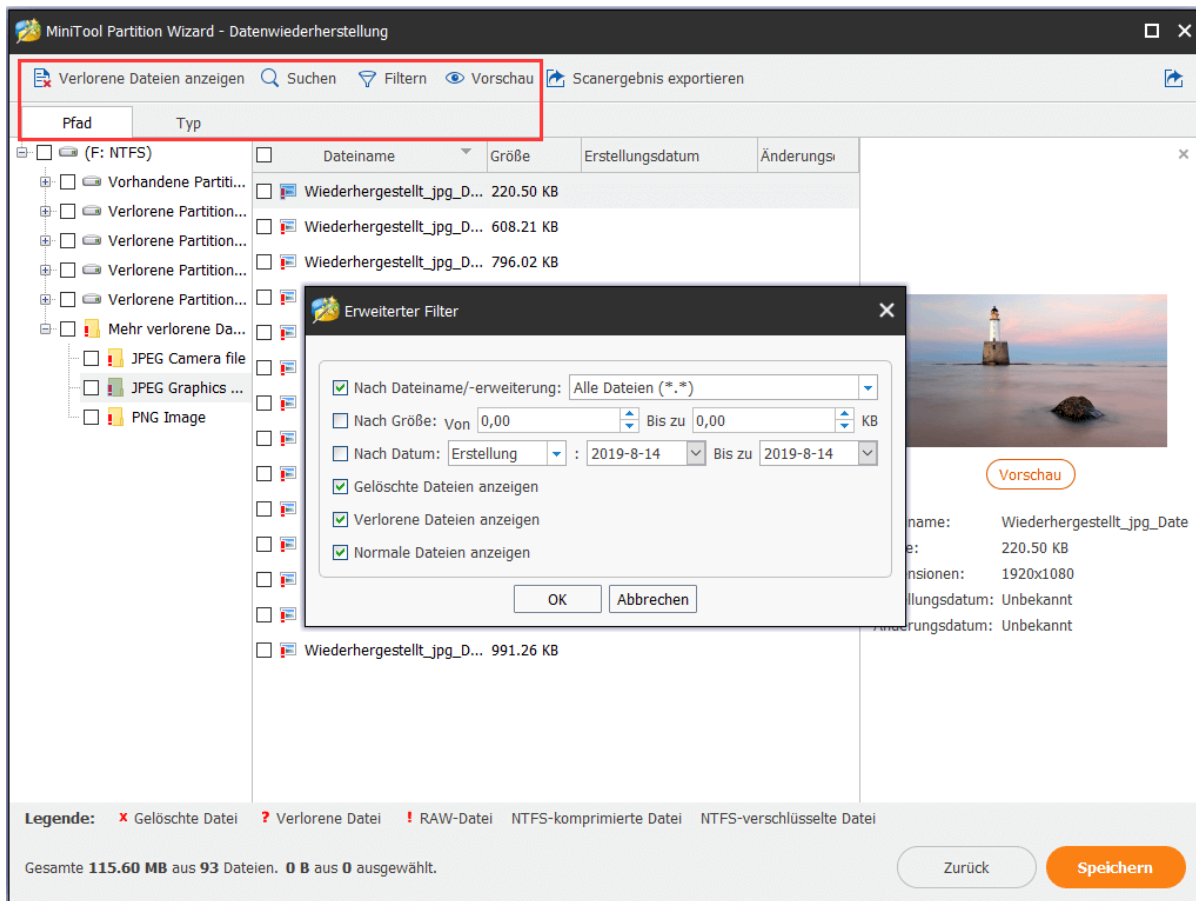 MiniTool Partition Wizard - Datenwiederherstellung
Verlorene Dateien anzeigen Suchen Filtern Vorschau Scanergebnis exportieren
Pfad Typ
(F: NTFS)
Vorhandene Partiti...
Verlorene Partition...
Verlorene Partition...
Verlorene Partition...
Verlorene Partition...
Mehr verlorene Da...
JPEG Camera file
JPEG Graphics ...
PNG Image
Dateiname Größe Erstellungsdatum Änderungs
Wiederhergestellt_jpg_D... 220.50 KB
Wiederhergestellt_jpg_D... 608.21 KB
Wiederhergestellt_jpg_D... 796.02 KB
Wiederhergestellt_jpg_D... 991.26 KB
Erweiterter Filter
Nach Dateiname/-erweiterung: Alle Dateien (*.*)
Nach Größe: Von 0,00 Bis zu 0,00 KB
Nach Datum: Erstellung : 2019-8-14 Bis zu 2019-8-14
Gelöschte Dateien anzeigen
Verlorene Dateien anzeigen
Normale Dateien anzeigen
OK Abbrechen
Vorschau
name: Wiederhergestellt_jpg_Date
e: 220.50 KB
nsionen: 1920x1080
llungsdatum: Unbekannt
Änderungsdatum: Unbekannt
Legende: x Gelöschte Datei ? Verlorene Datei ! RAW-Datei NTFS-komprimierte Datei NTFS-verschlüsselte Datei
Gesamte 115.60 MB aus 93 Dateien. 0 B aus 0 ausgewählt.
Zurück Speichern